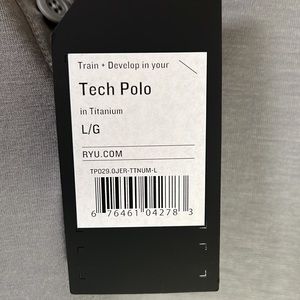 Train + Develop in your
Tech Polo
in Titanium
L/G
RYU.COM
TP029.0JER-TTNUM-L
6 76461 04278 3